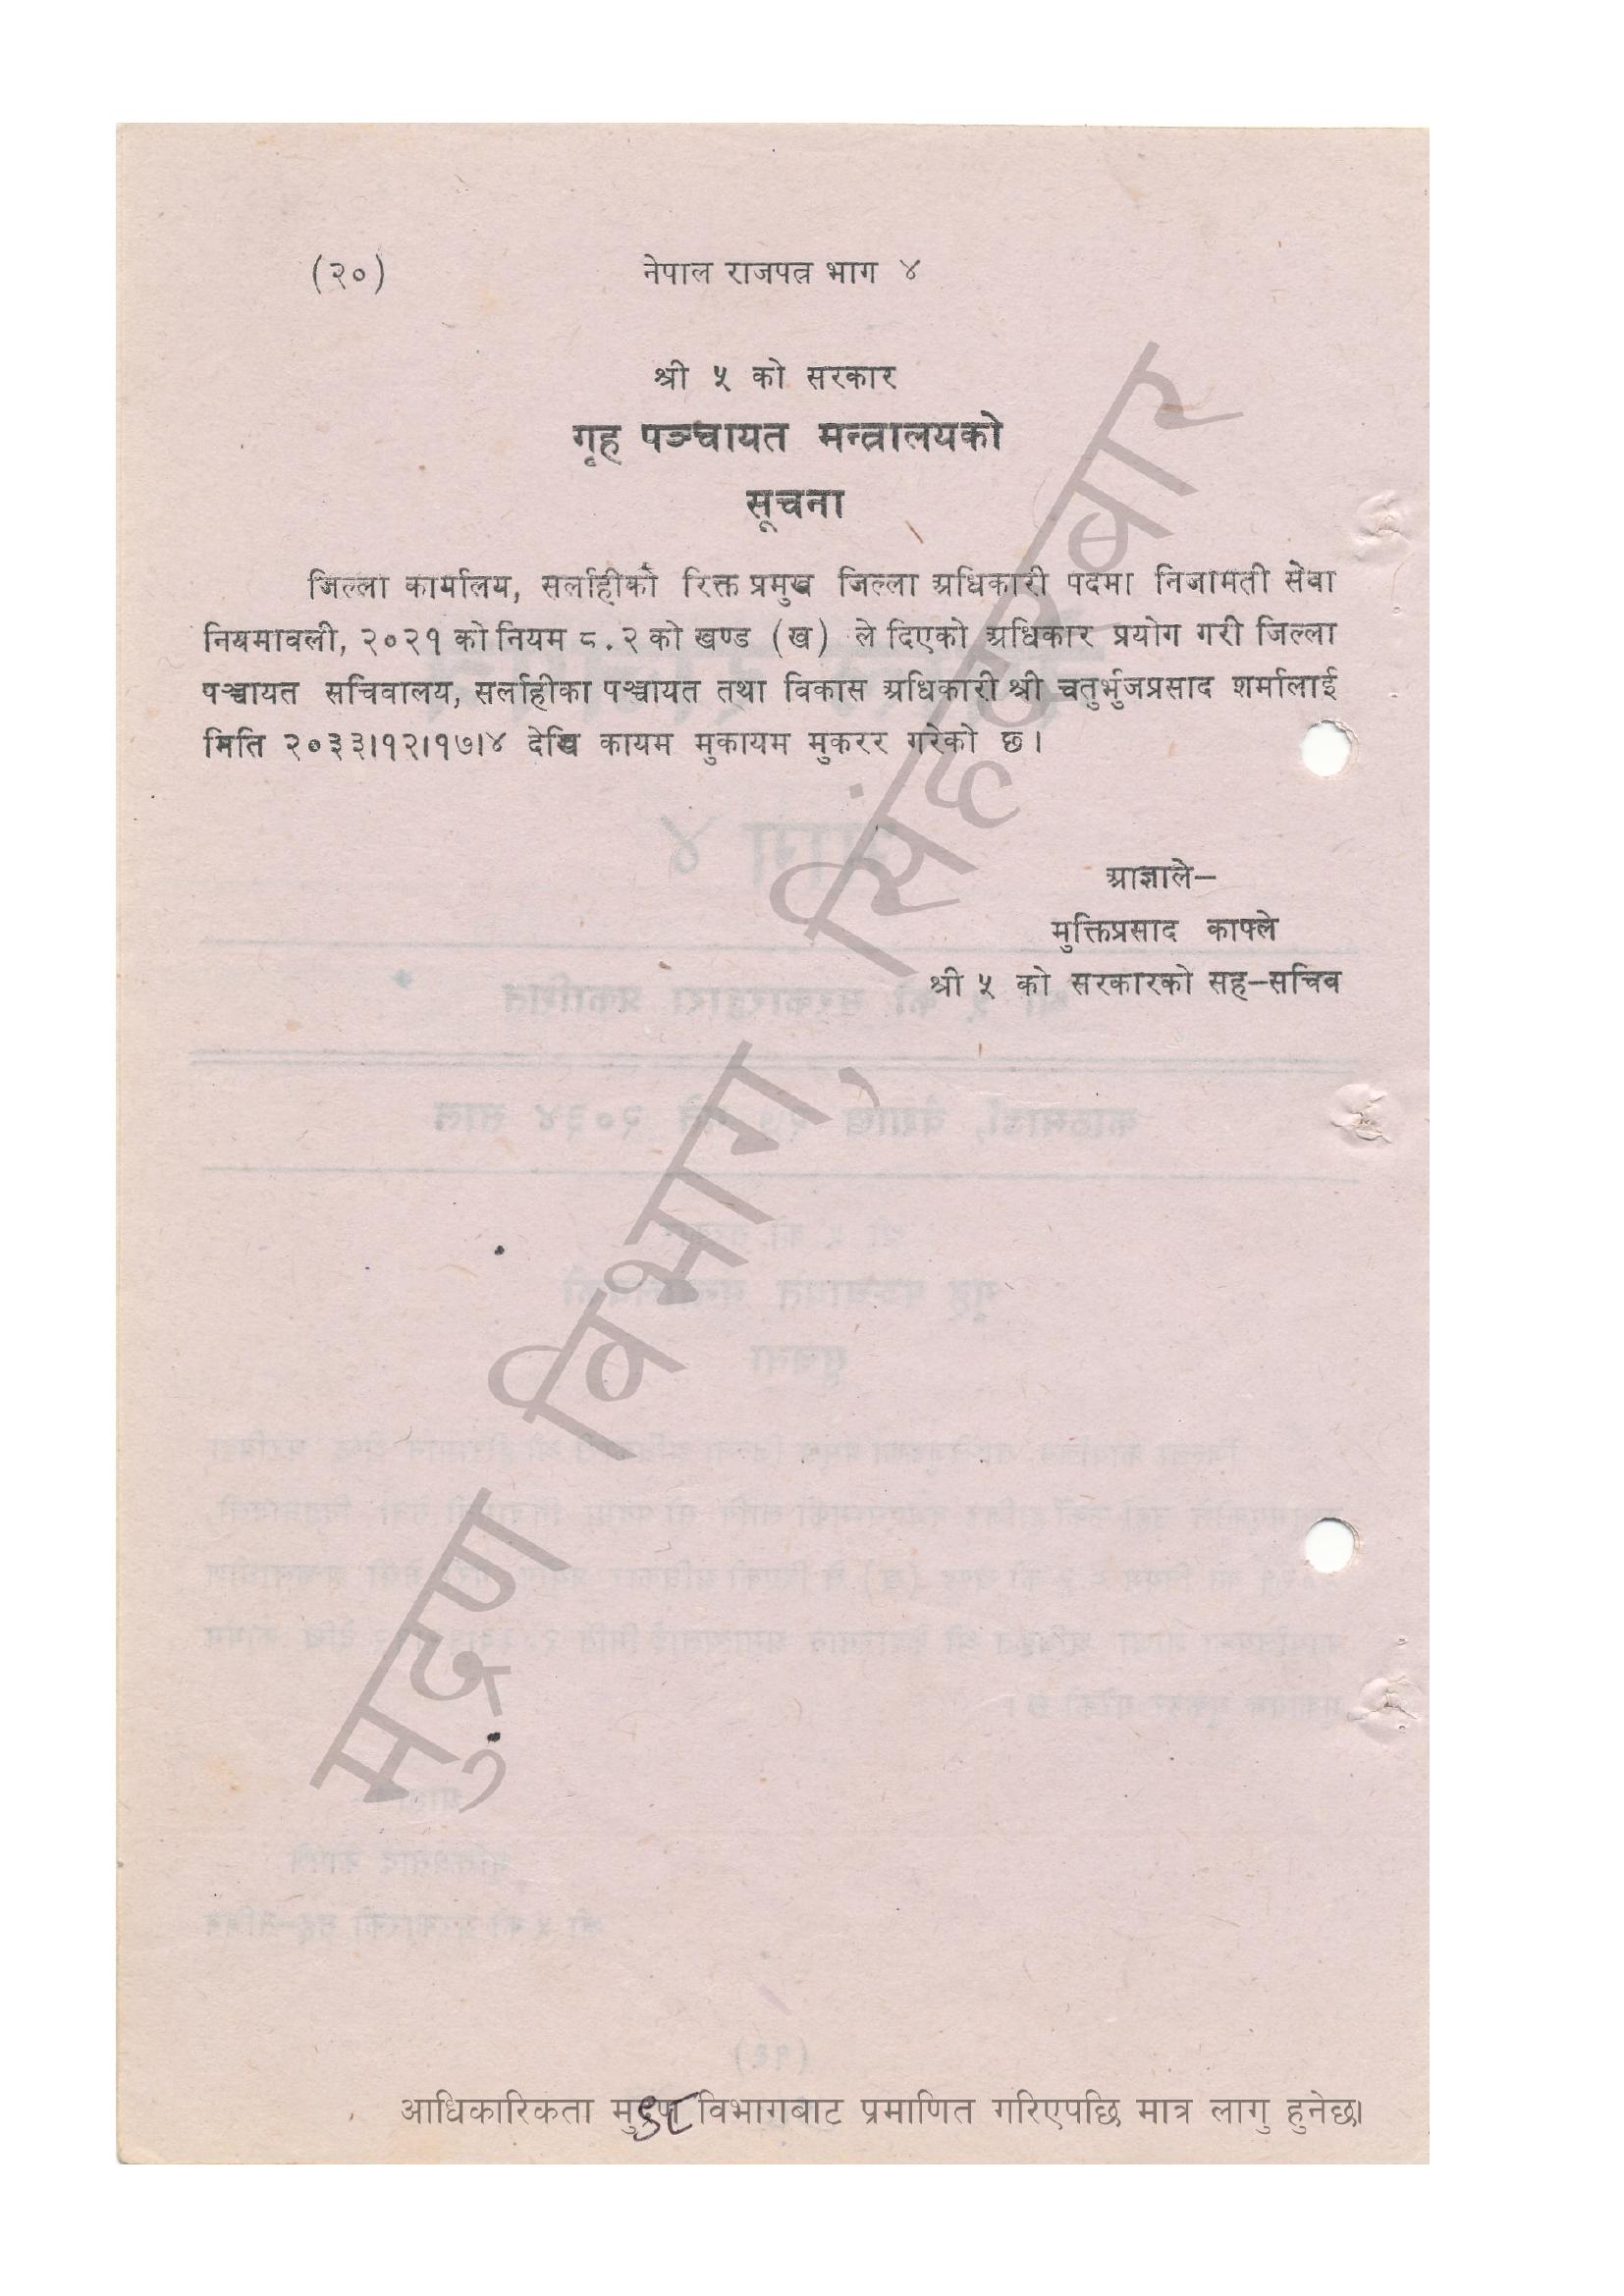 (२०) नेपाल राजपत्र भाग ४
श्री ५ को सरकार
गृह पञ्चायत मन्त्रालयको
सूचना
जिल्ला कार्यालय, सर्लाहीको रिक्त प्रमुख जिल्ला अधिकारी पदमा निजामती सेवा
नियमावली, २०२१ को नियम ८.२ को खण्ड (ख) ले दिएको अधिकार प्रयोग गरी जिल्ला
पञ्चायत सचिवालय, सर्लाहीका पञ्चायत तथा विकास अधिकारी श्री चतुर्भुजप्रसाद शर्मालाई
मिति २०३३।१२।१७।४ देखि कायम मुकायम मुकरर गरेको छ।
आज्ञाले—
मुक्तिप्रसाद काफ्ले
श्री ५ को सरकारको सह-सचिव
मुद्रण विभाग, सिंहदरबार
आधिकारिकता मुद्रण विभागबाट प्रमाणित गरिएपछि मात्र लागु हुनेछ।